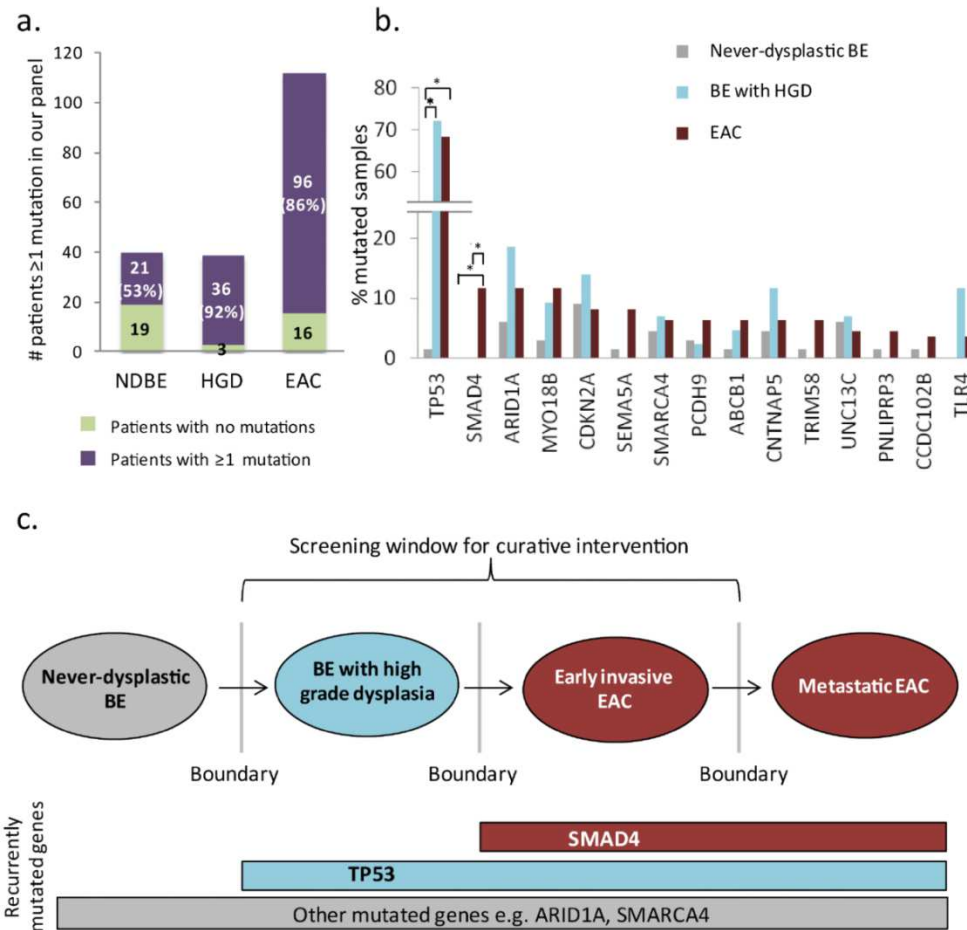 a.
# patients ≥1 mutation in our panel
120
100
80
60
40
20
0
21
(53%)
19
36
(92%)
3
96
(86%)
16
NDBE
HGD
EAC
Patients with no mutations
Patients with ≥1 mutation
b.
Never-dysplastic BE
BE with HGD
EAC
% mutated samples
80
70
60
20
10
0
*
*
*
*
TP53
SMAD4
ARID1A
MYO18B
CDKN2A
SEMA5A
SMARCA4
PCDH9
ABCB1
CNTNAP5
TRIM58
UNC13C
PNLIPRP3
CCDC102B
TLR4
c.
Screening window for curative intervention
Never-dysplastic
BE
BE with high
grade dysplasia
Early invasive
EAC
Metastatic EAC
Boundary
Boundary
Boundary
Recurrently
mutated genes
SMAD4
TP53
Other mutated genes e.g. ARID1A, SMARCA4